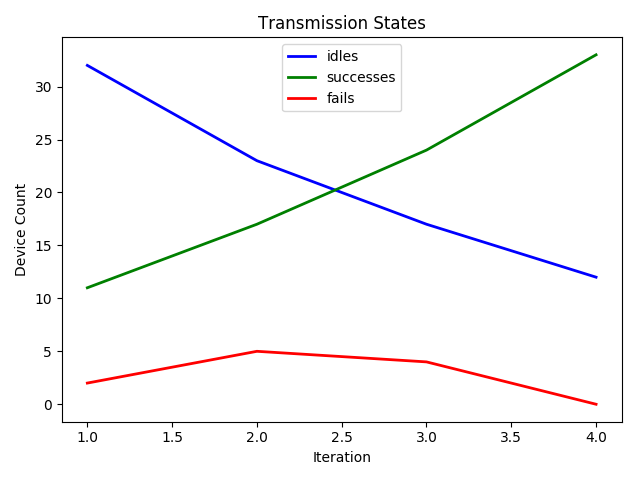 Transmission States
idles
successes
fails
Device Count
30
25
20
15
10
5
0
1.0 1.5 2.0 2.5 3.0 3.5 4.0
Iteration